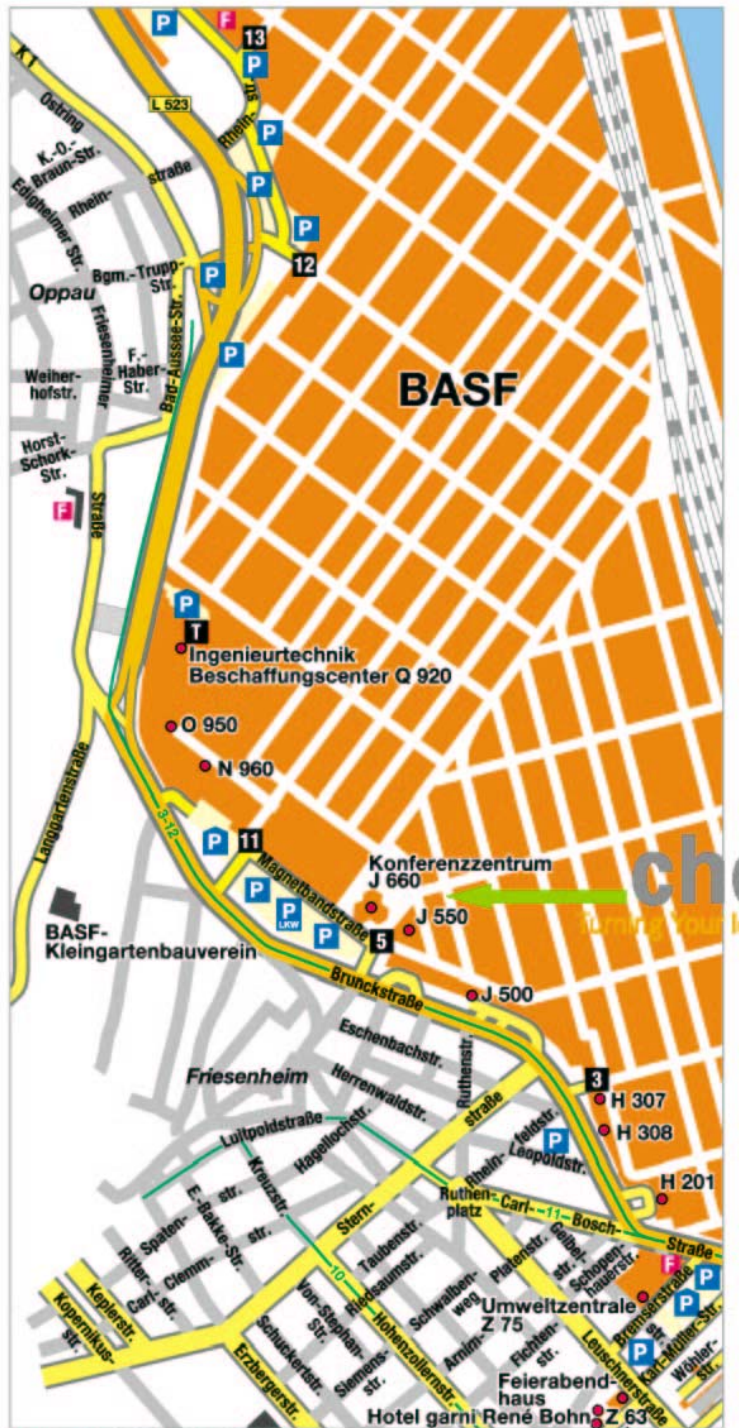 P
F
13
K1
P
Ostring
L 523
Rhein-
P
K.-O.-
Braun-Str.
straße
Edigheimer Str.
Rhein-
P
P
12
Bgm.-Trupp-
Str.
P
Oppau
Friesenheimer
Bad-Aussee-Str.
P
F.-
Haber-
Str.
Weiher-
hofstr.
BASF
Horst-
Schork-
Str.
Straße
F
P
T
Ingenieurtechnik
Beschaffungscenter Q 920
O 950
N 960
Langgartenstraße
3-12
P
11
Magnetbandstraße
Konferenzzentrum
J 660
P
P
LKW
P
J 550
5
Turning Your
BASF-
Kleingartenbauverein
Brunckstraße
J 500
Eschenbachstr.
Ruthenstr.
Friesenheim
Herrenwaldstr.
3
H 307
H 308
straße
Luitpoldstraße
Hagellochstr.
Rhein-
feldstr.
P
Leopoldstr.
H 201
Kreuzstr.
Ruthen-
platz
Carl-
11
Bosch-
Straße
Stern-
Spaten-
str.
E.-Bakke-Str.
Ritter-
str.
Carl-
Clemm-
str.
10
Taubenstr.
Riedsaumstr.
Schwalben-
weg
Platenstr.
Geibel-
str.
Schopen-
hauerstr.
F
P
Bremserstraße
P
Keplerstr.
Kopernikus-
str.
Von-Stephan-
Str.
Hohenzollernstr.
Umweltzentrale
Z 75
Karl-Müller-Str.
Erzbergerstr.
Schuckertstr.
Siemens-
str.
Arnim-
Fichten-
str.
Leuschnerstraße
P
Wöhler-
str.
Feierabend-
haus
Hotel garni René Bohn
Z 63